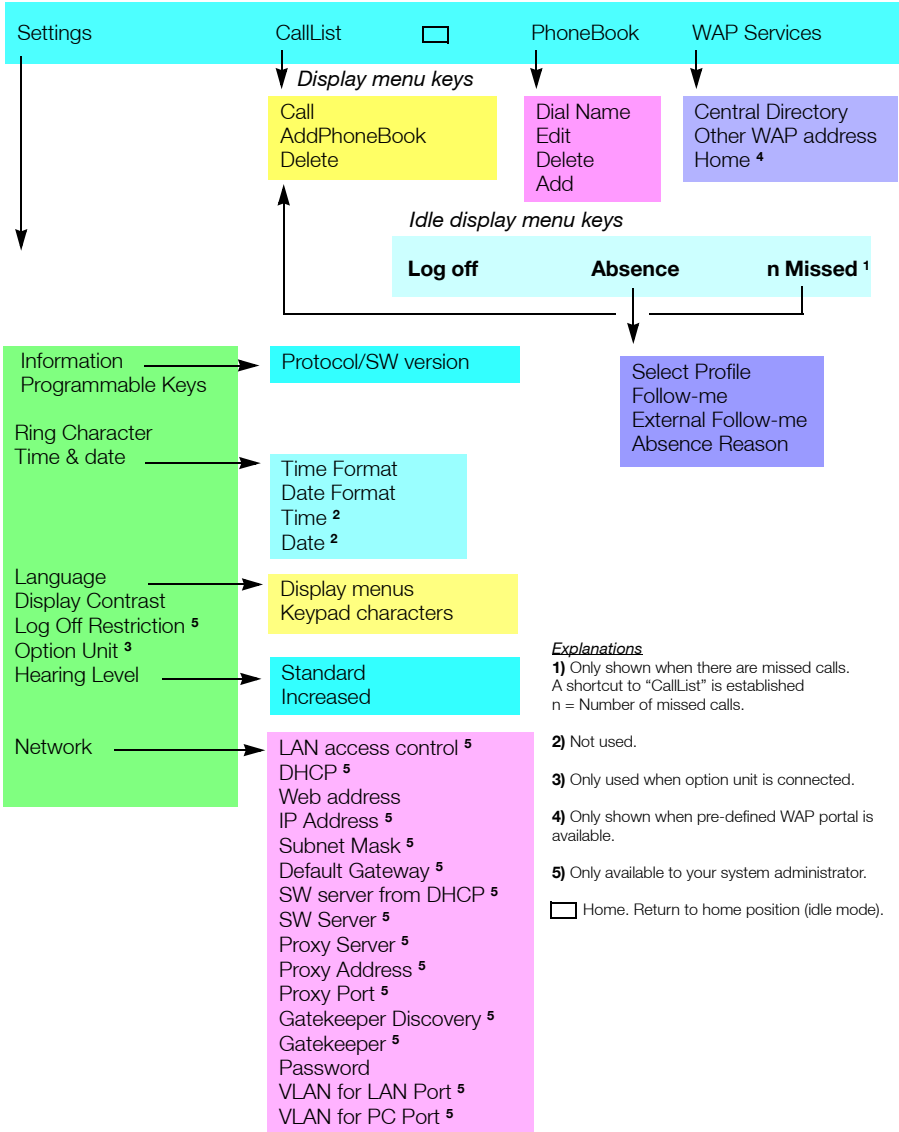 Settings
CallList
PhoneBook
WAP Services
Display menu keys
Call
AddPhoneBook
Delete
Dial Name
Edit
Delete
Add
Central Directory
Other WAP address
Home 4
Idle display menu keys
Log off
Absence
n Missed 1
Select Profile
Follow-me
External Follow-me
Absence Reason
Information
Programmable Keys
Ring Character
Time & date
Language
Display Contrast
Log Off Restriction 5
Option Unit 3
Hearing Level
Network
Protocol/SW version
Time Format
Date Format
Time 2
Date 2
Display menus
Keypad characters
Standard
Increased
LAN access control 5
DHCP 5
Web address
IP Address 5
Subnet Mask 5
Default Gateway 5
SW server from DHCP 5
SW Server 5
Proxy Server 5
Proxy Address 5
Proxy Port 5
Gatekeeper Discovery 5
Gatekeeper 5
Password
VLAN for LAN Port 5
VLAN for PC Port 5
Explanations
1) Only shown when there are missed calls.
A shortcut to “CallList” is established
n = Number of missed calls.
2) Not used.
3) Only used when option unit is connected.
4) Only shown when pre-defined WAP portal is
available.
5) Only available to your system administrator.
Home. Return to home position (idle mode).